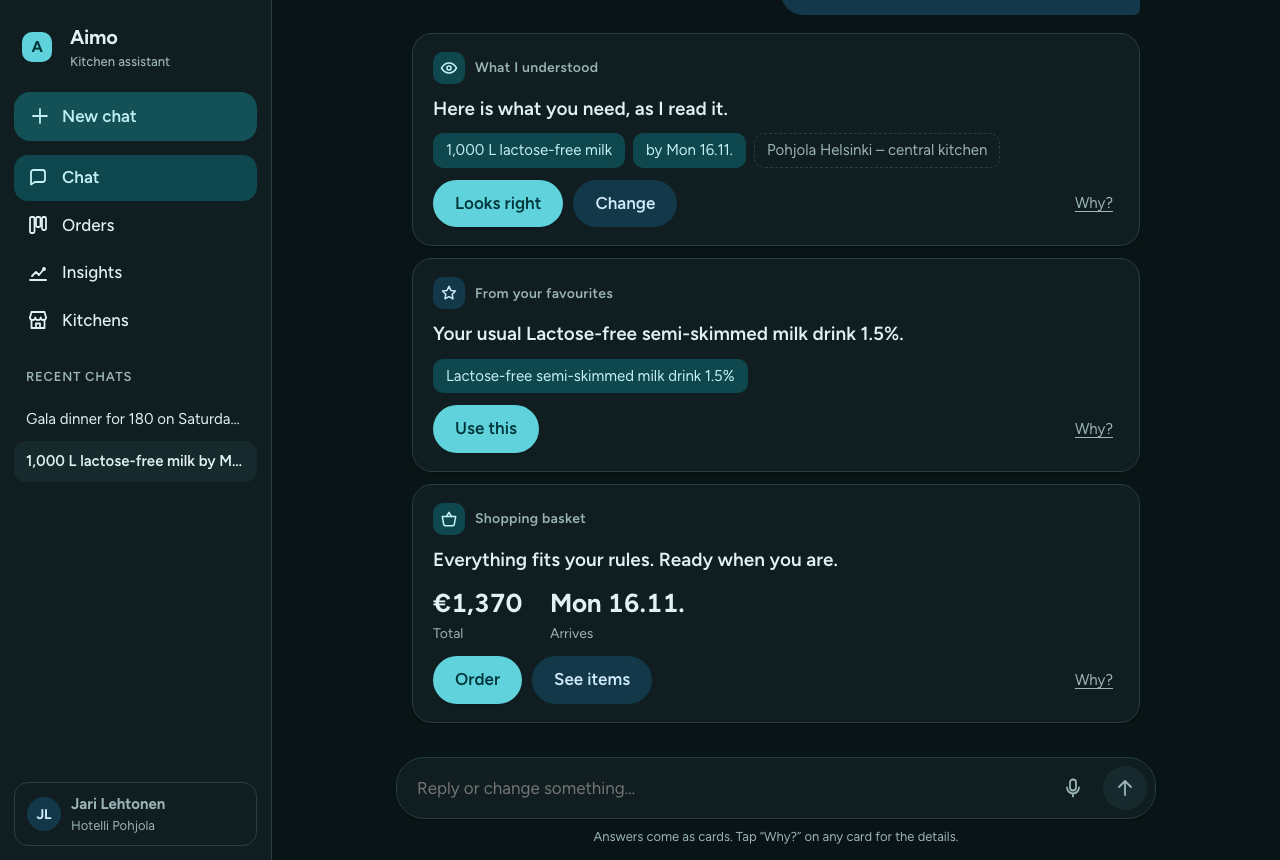 A
Aimo
Kitchen assistant
New chat
Chat
Orders
Insights
Kitchens
RECENT CHATS
Gala dinner for 180 on Saturda...
1,000 L lactose-free milk by M...
JL
Jari Lehtonen
Hotelli Pohjola
What I understood
Here is what you need, as I read it.
1,000 L lactose-free milk by Mon 16.11. Pohjola Helsinki – central kitchen
Looks right Change Why?
From your favourites
Your usual Lactose-free semi-skimmed milk drink 1.5%.
Lactose-free semi-skimmed milk drink 1.5%
Use this Why?
Shopping basket
Everything fits your rules. Ready when you are.
€1,370 Mon 16.11.
Total Arrives
Order See items Why?
Reply or change something...
Answers come as cards. Tap “Why?” on any card for the details.